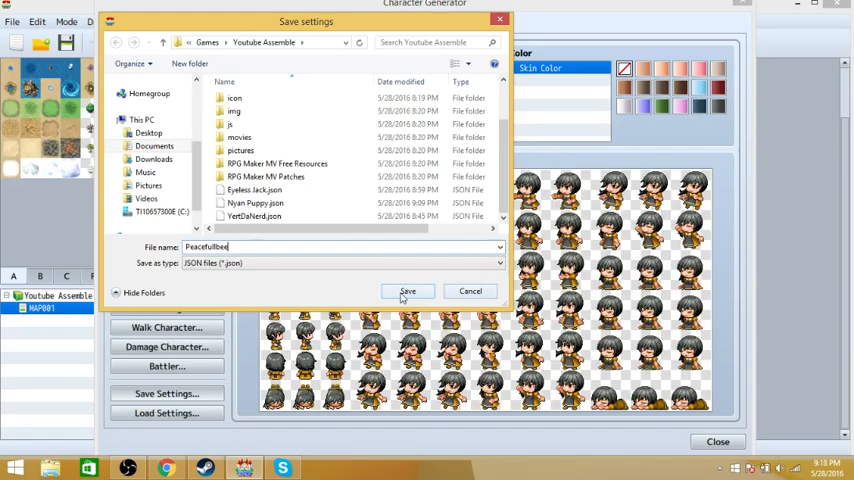 Character Generator
File Edit Mode
Save settings
« Games › Youtube Assemble ›
Search Youtube Assemble
Organize New folder
Color
Skin Color
Name Date modified Type
Homegroup
This PC
Desktop
Documents
Downloads
Music
Pictures
Videos
TI10657300E (C:)
icon 5/28/2016 8:19 PM File folder
img 5/28/2016 8:20 PM File folder
js 5/28/2016 8:20 PM File folder
movies 5/28/2016 8:20 PM File folder
pictures 5/28/2016 8:20 PM File folder
RPG Maker MV Free Resources 5/28/2016 8:20 PM File folder
RPG Maker MV Patches 5/28/2016 8:20 PM File folder
Eyeless Jack.json 5/28/2016 8:59 PM JSON File
Nyan Puppy.json 5/28/2016 9:09 PM JSON File
YertDaNerd.json 5/28/2016 8:45 PM JSON File
File name: Peacefullbee
Save as type: JSON files (*.json)
Hide Folders Save Cancel
A B C
Youtube Assemble
MAP001
Walk Character...
Damage Character...
Battler...
Save Settings...
Load Settings...
Close
9:18 PM
5/28/2016